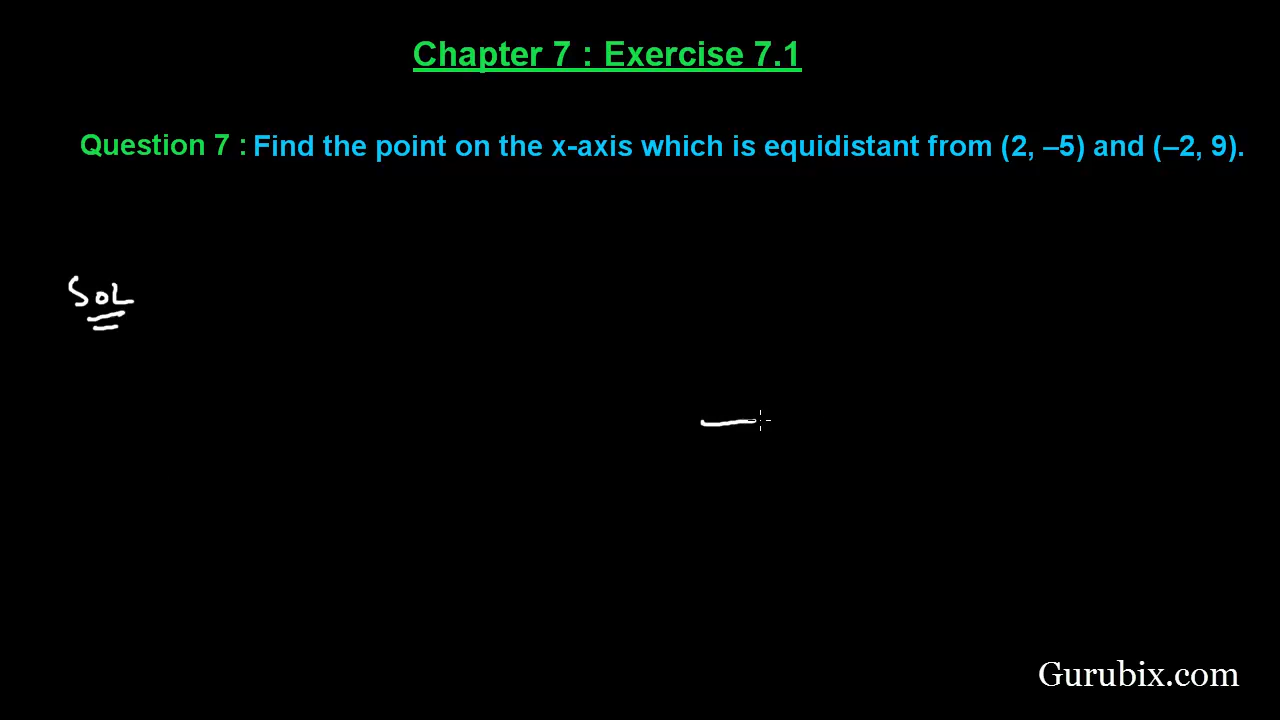 Chapter 7 : Exercise 7.1
Question 7 : Find the point on the x-axis which is equidistant from (2, –5) and (–2, 9).
SOL
Gurubix.com